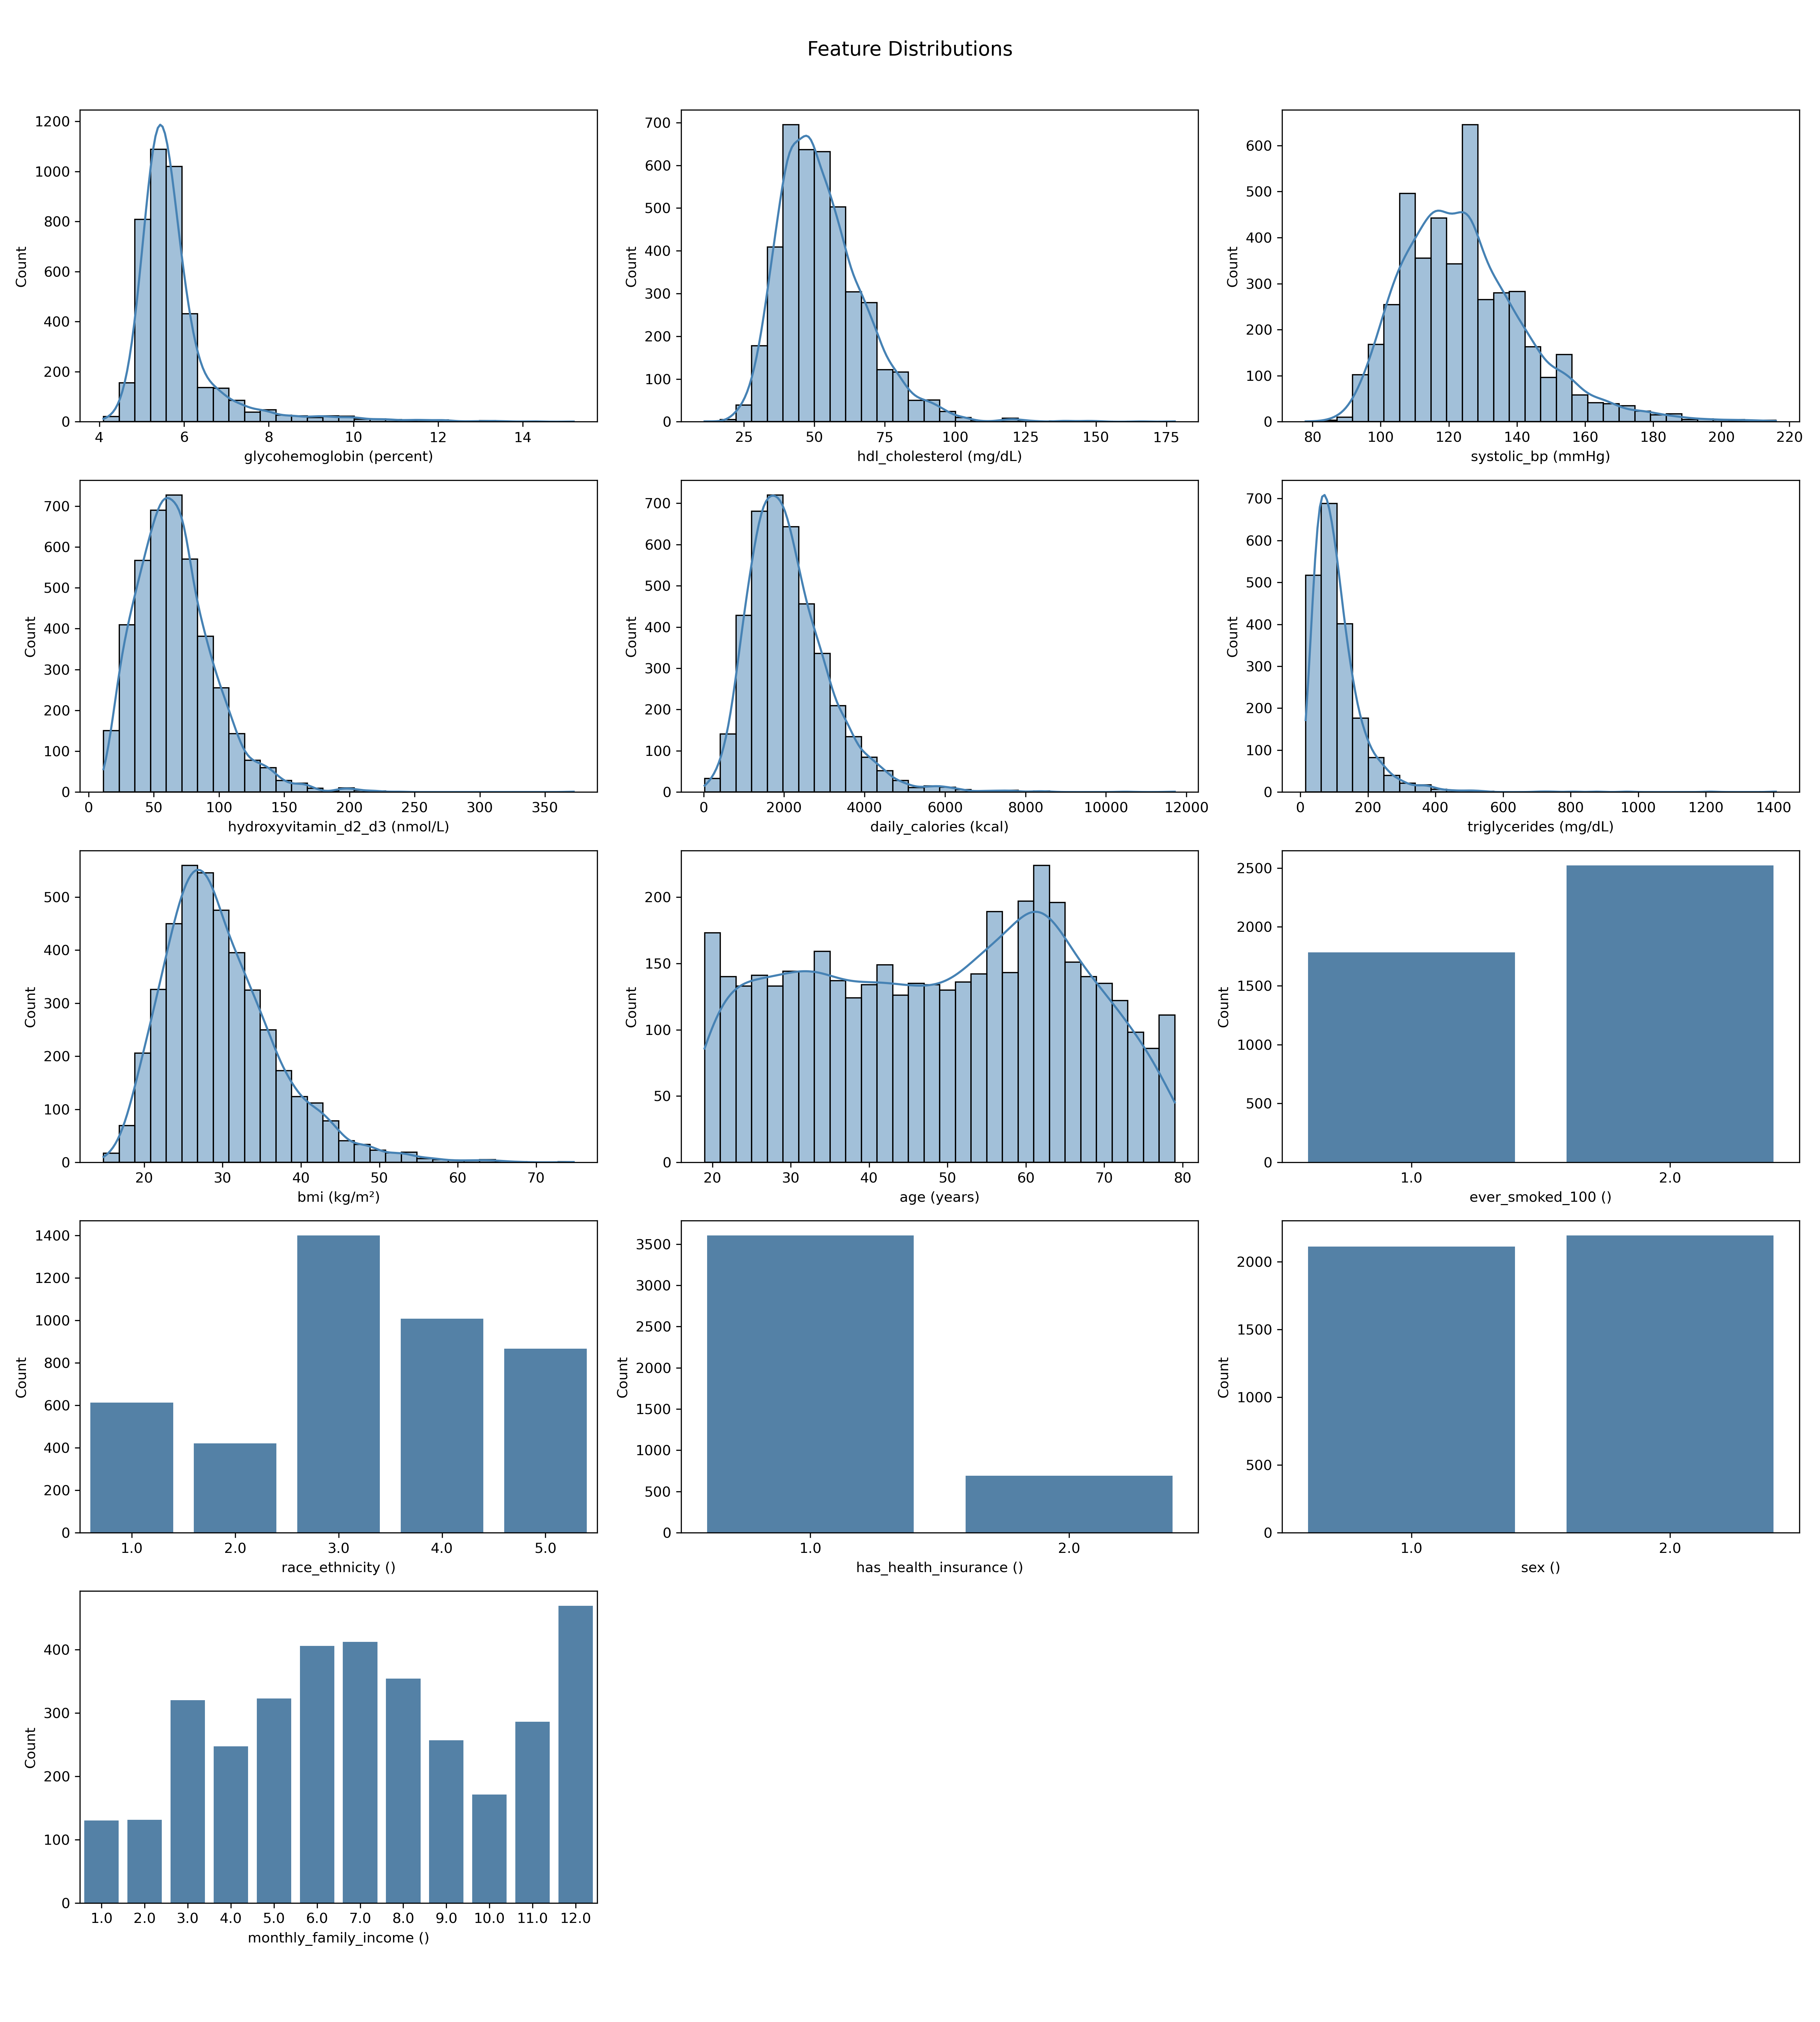 Feature Distributions
Count
0
200
400
600
800
1000
1200
4 6 8 10 12 14
glycohemoglobin (percent)
Count
0
100
200
300
400
500
600
700
25 50 75 100 125 150 175
hdl_cholesterol (mg/dL)
Count
0
100
200
300
400
500
600
80 100 120 140 160 180 200 220
systolic_bp (mmHg)
Count
0
100
200
300
400
500
600
700
0 50 100 150 200 250 300 350
hydroxyvitamin_d2_d3 (nmol/L)
Count
0
100
200
300
400
500
600
700
0 2000 4000 6000 8000 10000 12000
daily_calories (kcal)
Count
0
100
200
300
400
500
600
700
0 200 400 600 800 1000 1200 1400
triglycerides (mg/dL)
Count
0
100
200
300
400
500
20 30 40 50 60 70
bmi (kg/m²)
Count
0
50
100
150
200
20 30 40 50 60 70 80
age (years)
Count
0
500
1000
1500
2000
2500
1.0 2.0
ever_smoked_100 ()
Count
0
200
400
600
800
1000
1200
1400
1.0 2.0 3.0 4.0 5.0
race_ethnicity ()
Count
0
500
1000
1500
2000
2500
3000
3500
1.0 2.0
has_health_insurance ()
Count
0
500
1000
1500
2000
1.0 2.0
sex ()
Count
0
100
200
300
400
1.0 2.0 3.0 4.0 5.0 6.0 7.0 8.0 9.0 10.0 11.0 12.0
monthly_family_income ()